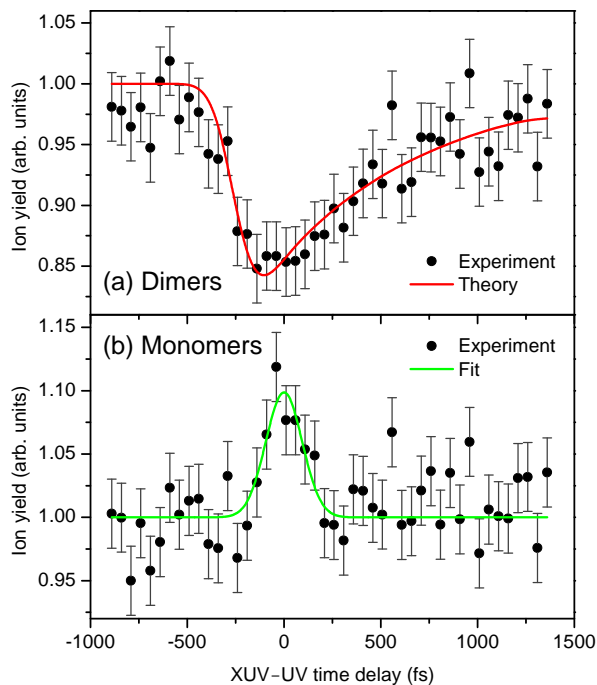 1.05
1.00
0.95
0.90
0.85
Ion yield (arb. units)
(a) Dimers
Experiment
Theory
1.15
1.10
1.05
1.00
0.95
Ion yield (arb. units)
(b) Monomers
Experiment
Fit
-1000 -500 0 500 1000 1500
XUV−UV time delay (fs)